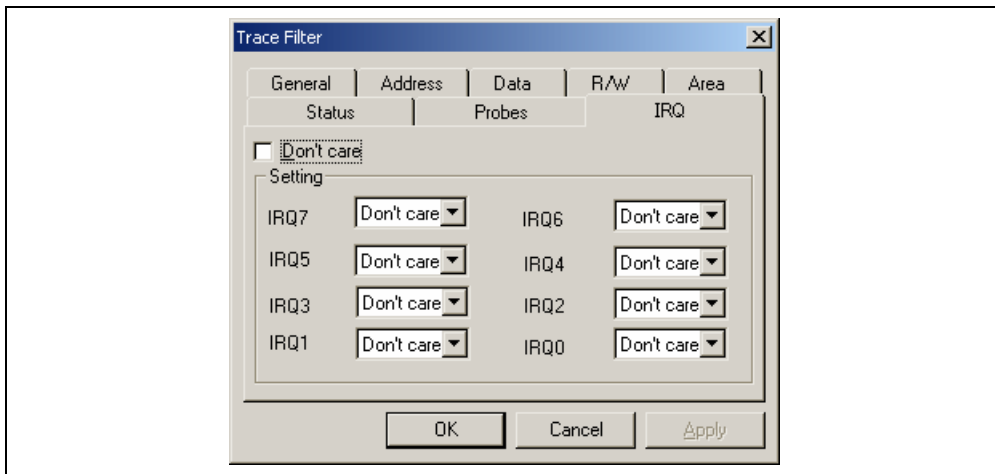 Trace Filter
General Address Data R/W Area
Status Probes IRQ
Don't care
Setting
IRQ7 Don't care IRQ6 Don't care
IRQ5 Don't care IRQ4 Don't care
IRQ3 Don't care IRQ2 Don't care
IRQ1 Don't care IRQ0 Don't care
OK Cancel Apply